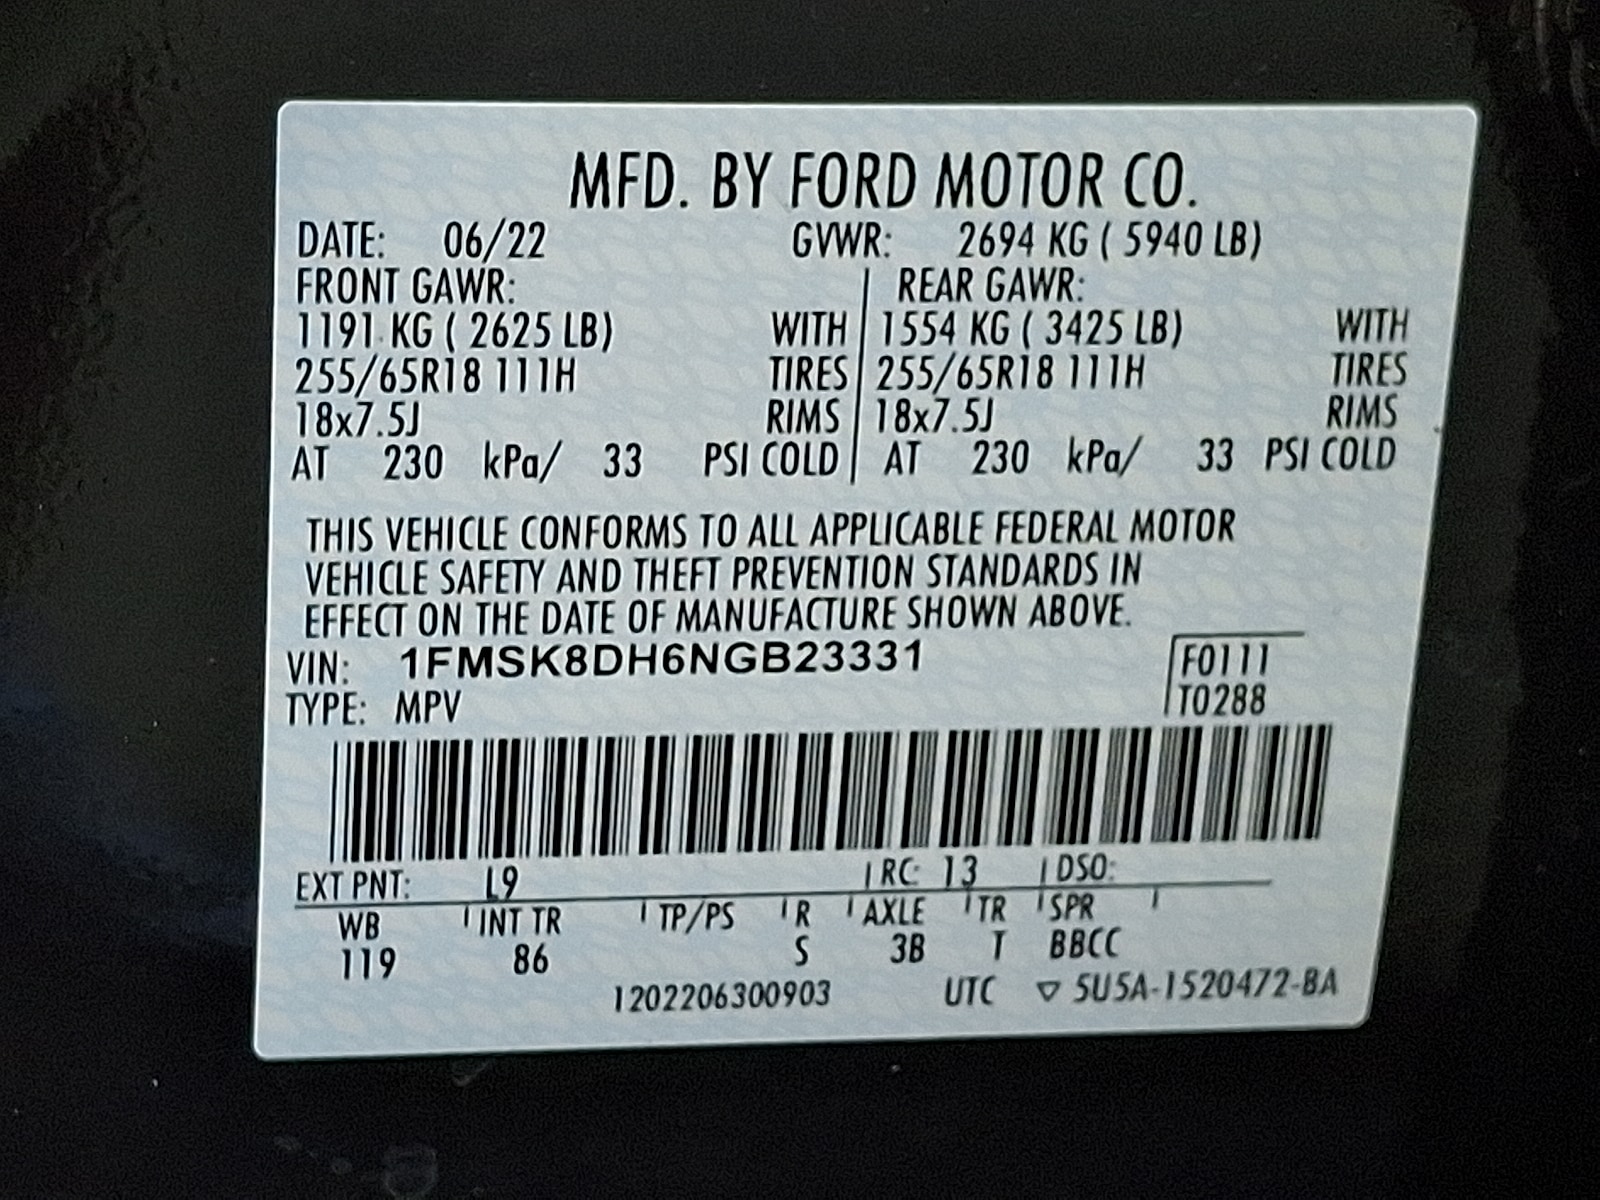 MFD. BY FORD MOTOR CO.
DATE: 06/22 GVWR: 2694 KG ( 5940 LB)
FRONT GAWR: REAR GAWR:
1191 KG ( 2625 LB) WITH 1554 KG ( 3425 LB) WITH
255/65R18 111H TIRES 255/65R18 111H TIRES
18x7.5J RIMS 18x7.5J RIMS
AT 230 kPa/ 33 PSI COLD AT 230 kPa/ 33 PSI COLD
THIS VEHICLE CONFORMS TO ALL APPLICABLE FEDERAL MOTOR
VEHICLE SAFETY AND THEFT PREVENTION STANDARDS IN
EFFECT ON THE DATE OF MANUFACTURE SHOWN ABOVE.
VIN: 1FMSK8DH6NGB23331 F0111
TYPE: MPV T0288
EXT PNT: L9 RC: 13 DSO:
WB INT TR TP/PS R AXLE TR SPR
119 86 S 3B T BBCC
1202206300903 UTC ▽ 5U5A-1520472-BA